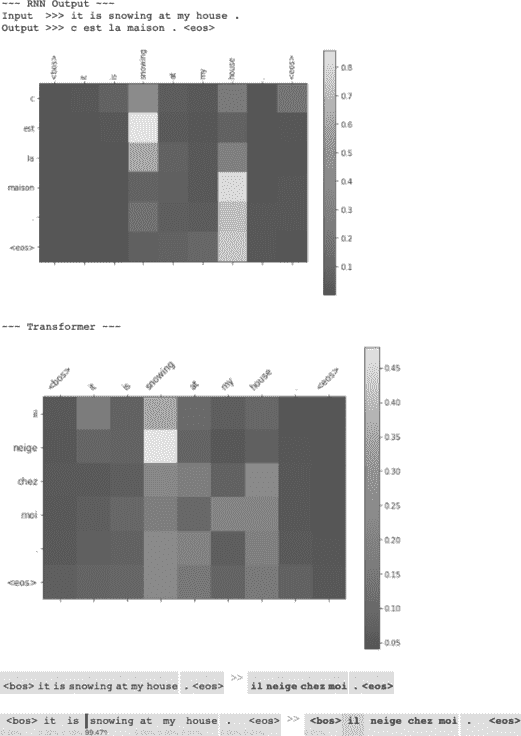 --- RNN Output ---
Input >>> it is snowing at my house .
Output >>> c est la maison . <eos>
<bos> it is snowing at my house . <eos>
c
est
la
maison
.
<eos>
0.8
0.7
0.6
0.5
0.4
0.3
0.2
0.1
--- Transformer ---
<bos> it is snowing at my house . <eos>
il
neige
chez
moi
.
<eos>
0.45
0.40
0.35
0.30
0.25
0.20
0.15
0.10
0.05
<bos> it is snowing at my house . <eos> >> il neige chez moi . <eos>
<bos> it is snowing at my house . <eos> >> <bos> il neige chez moi . <eos>
99.47%